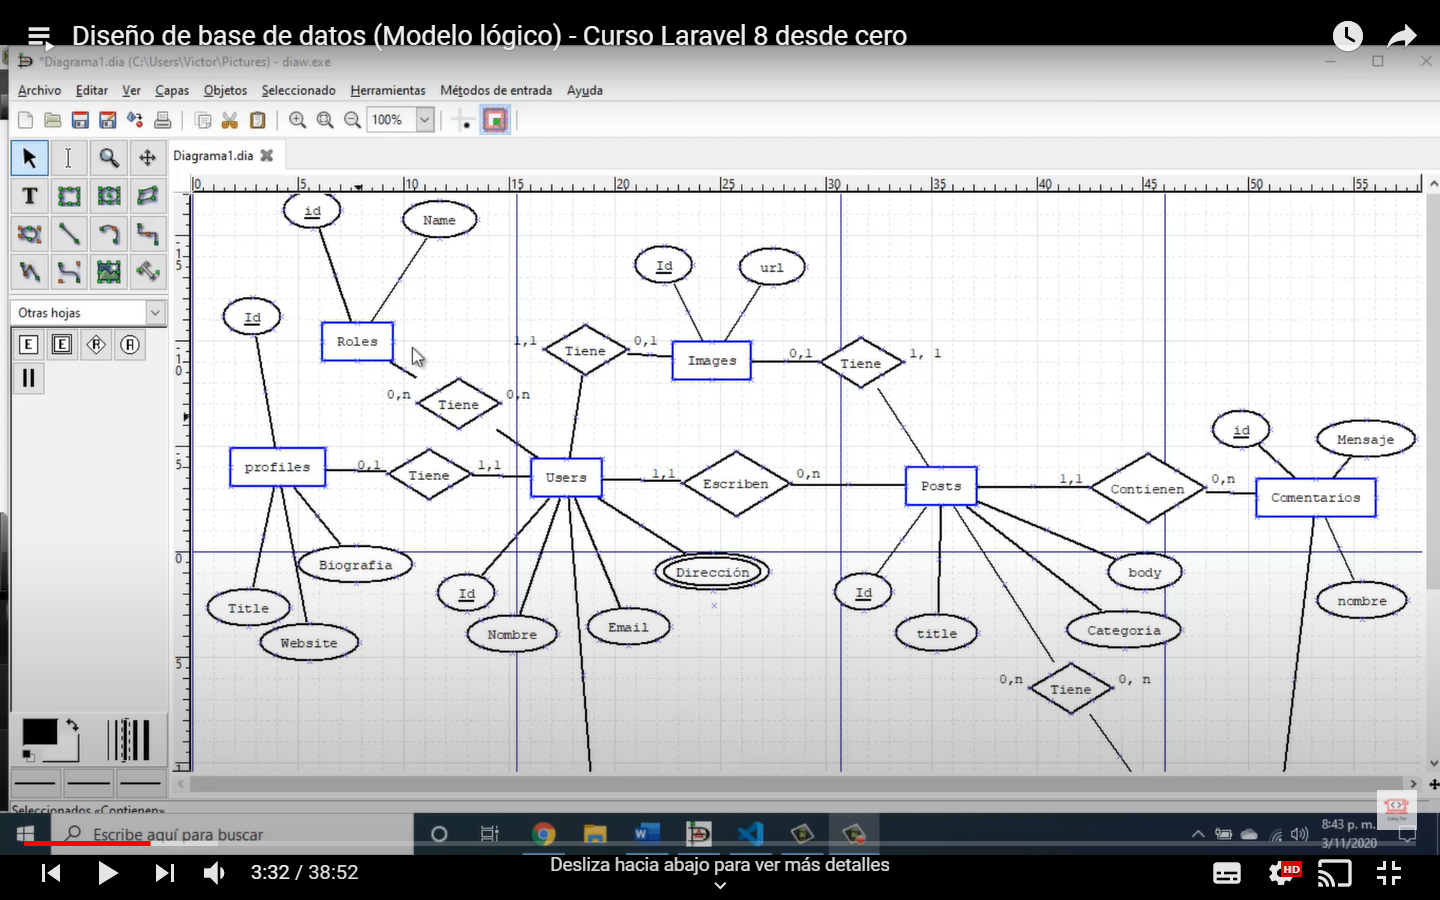 Diseño de base de datos (Modelo lógico) - Curso Laravel 8 desde cero
*Diagrama1.dia (C:\Users\Victor\Pictures) - diaw.exe
Archivo Editar Ver Capas Objetos Seleccionado Herramientas Métodos de entrada Ayuda
100%
Diagrama1.dia
0 5 10 15 20 25 30 35 40 45 50 55
T
Otras hojas
E E R A
id
Name
Id
url
Id
Roles
1,1
Tiene
0,1
Images
0,1
Tiene
1, 1
0,n
Tiene
0,n
id
Mensaje
profiles
0,1
Tiene
1,1
Users
1,1
Escriben
0,n
Posts
1,1
Contienen
0,n
Comentarios
Biografia
Dirección
body
Id
Id
nombre
Title
Website
Nombre
Email
title
Categoria
0,n
Tiene
0, n
Seleccionados «Contienen»
Escribe aquí para buscar
8:43 p. m.
3/11/2020
3:32 / 38:52
Desliza hacia abajo para ver más detalles
HD